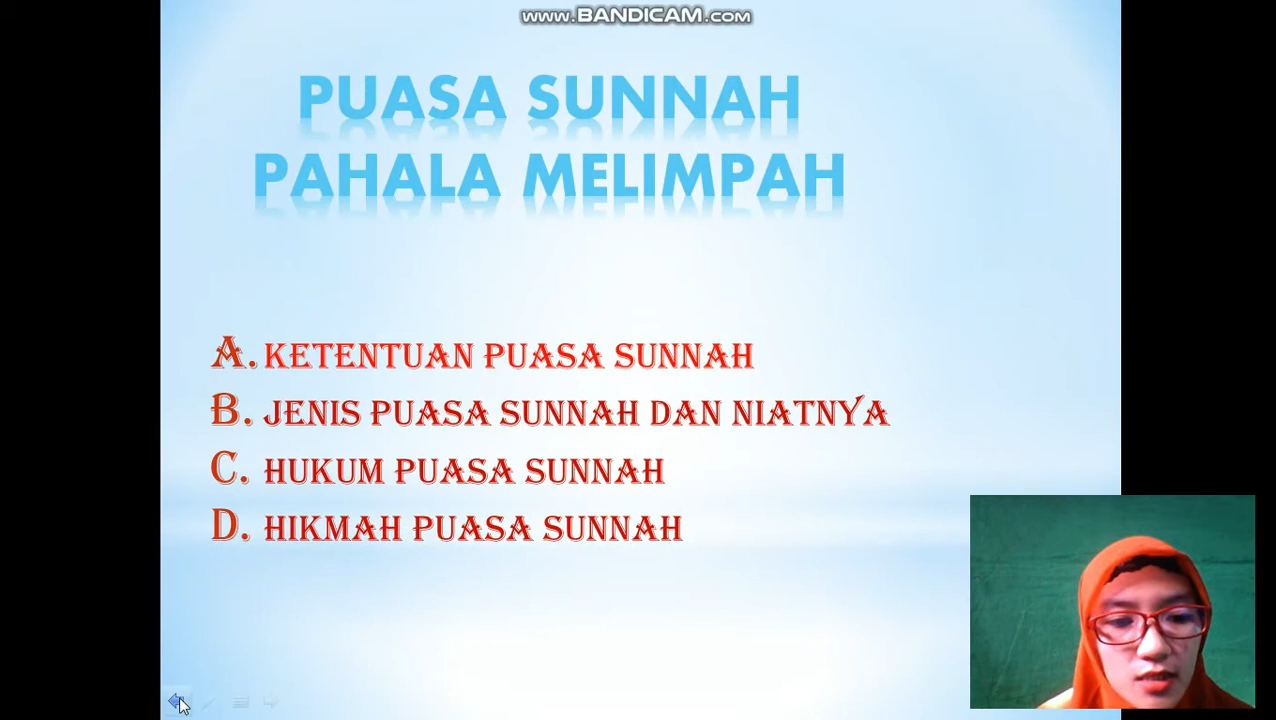 www.BANDICAM.com
PUASA SUNNAH
PAHALA MELIMPAH
A. KETENTUAN PUASA SUNNAH
B. JENIS PUASA SUNNAH DAN NIATNYA
C. HUKUM PUASA SUNNAH
D. HIKMAH PUASA SUNNAH